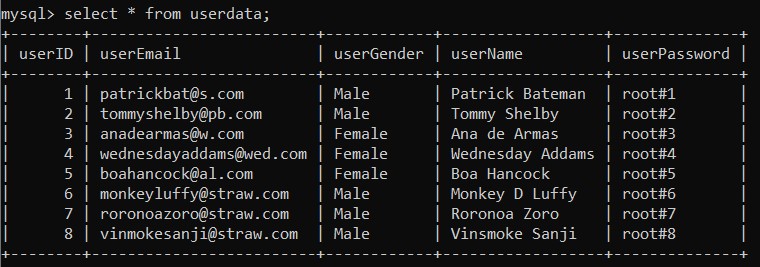 mysql> select * from userdata;
+--------+------------------------+------------+------------------+--------------+
| userID | userEmail              | userGender | userName         | userPassword |
+--------+------------------------+------------+------------------+--------------+
|      1 | patrickbat@s.com       | Male       | Patrick Bateman  | root#1       |
|      2 | tommyshelby@pb.com     | Male       | Tommy Shelby     | root#2       |
|      3 | anadearmas@w.com       | Female     | Ana de Armas     | root#3       |
|      4 | wednesdayaddams@wed.com | Female     | Wednesday Addams | root#4       |
|      5 | boahancock@al.com      | Female     | Boa Hancock      | root#5       |
|      6 | monkeyluffy@straw.com  | Male       | Monkey D Luffy   | root#6       |
|      7 | roronoazoro@straw.com  | Male       | Roronoa Zoro     | root#7       |
|      8 | vinmokesanji@straw.com | Male       | Vinsmoke Sanji   | root#8       |
+--------+------------------------+------------+------------------+--------------+